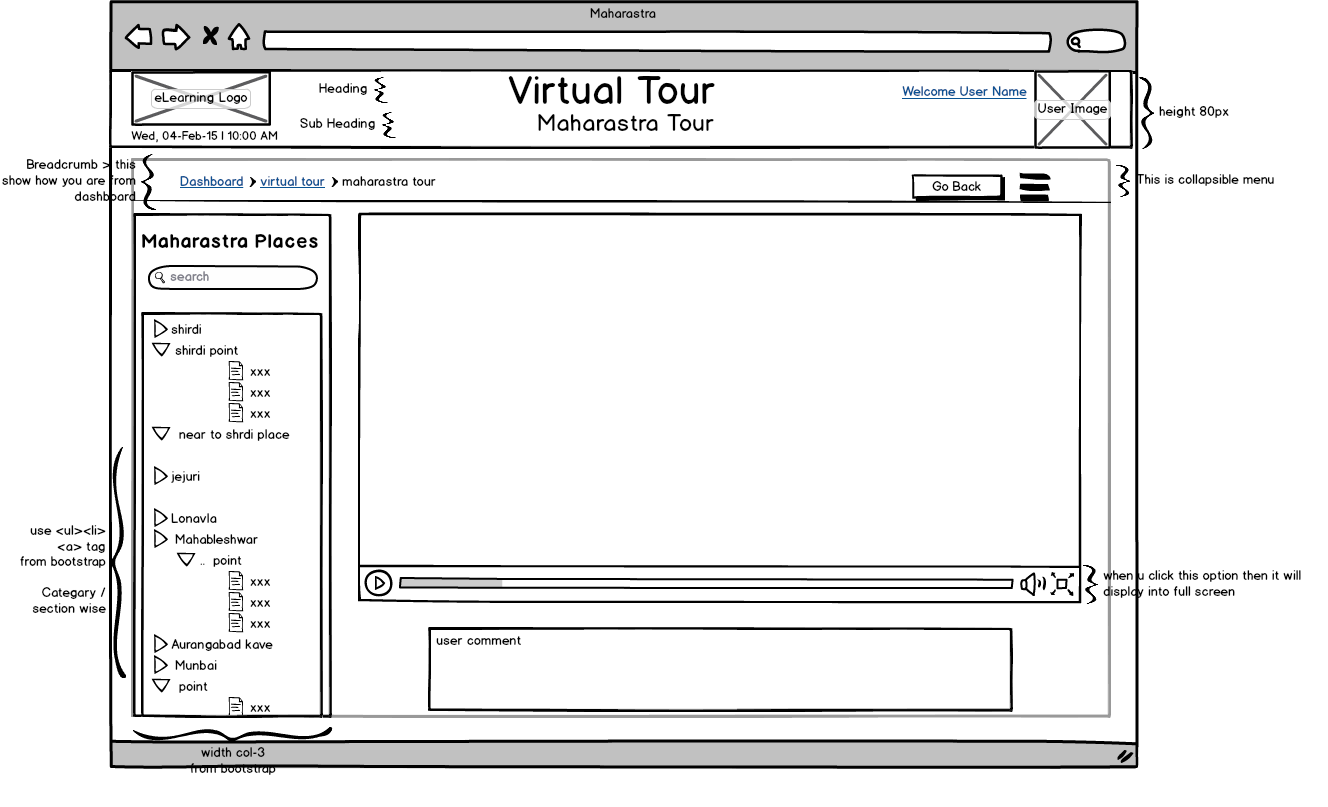 Maharastra
eLearning Logo
Wed, 04-Feb-15 | 10:00 AM
Heading
Sub Heading
Virtual Tour
Maharastra Tour
Welcome User Name
User Image
height 80px
Breadcrumb > this
show how you are from
dashboard
Dashboard > virtual tour > maharastra tour
Go Back
This is collapsible menu
Maharastra Places
search
shirdi
shirdi point
xxx
xxx
xxx
near to shrdi place
jejuri
Lonavla
Mahableshwar
.. point
xxx
xxx
xxx
Aurangabad kave
Munbai
point
xxx
use <ul><li>
<a> tag
from bootstrap
Categary /
section wise
when u click this option then it will
display into full screen
user comment
width col-3
from bootstrap